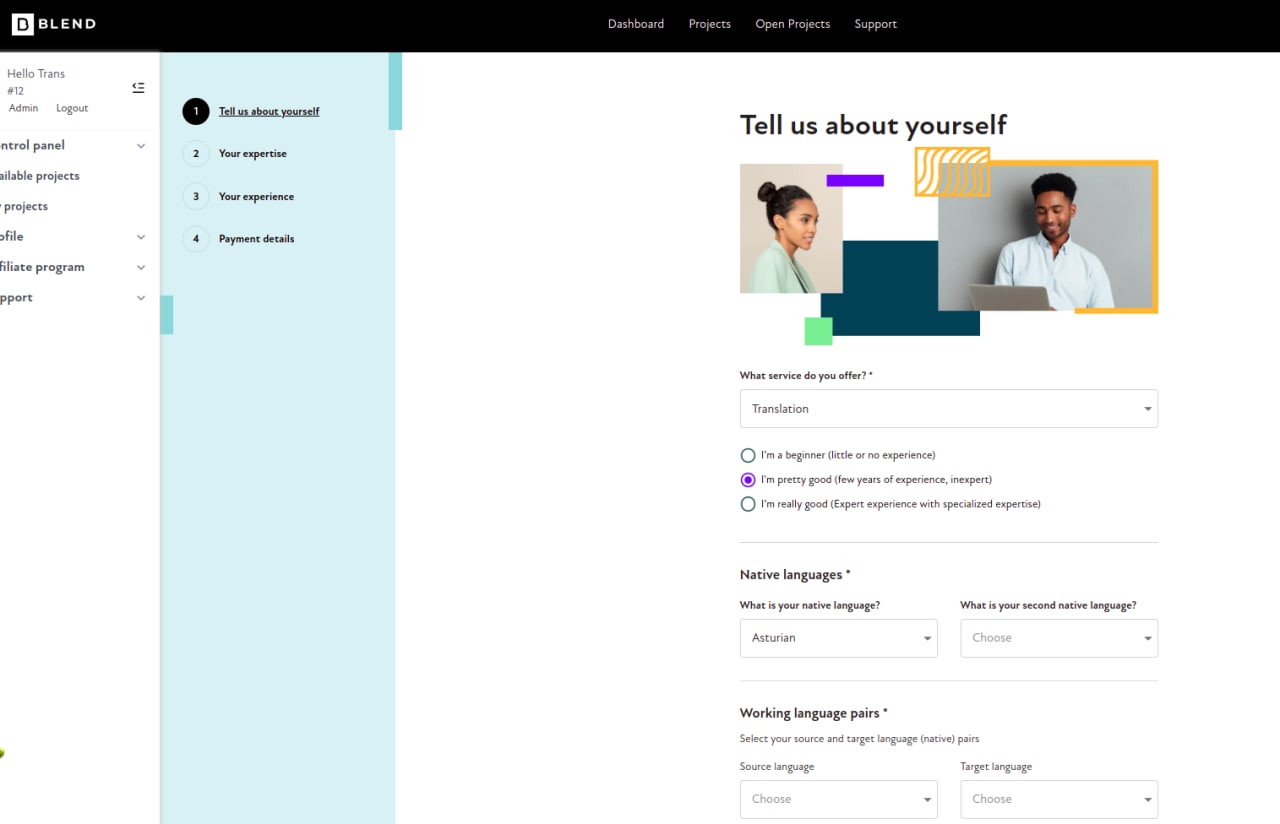 BLEND
Dashboard Projects Open Projects Support
Hello Trans
#12
Admin Logout
ntrol panel
ailable projects
projects
ofile
filiate program
pport
1 Tell us about yourself
2 Your expertise
3 Your experience
4 Payment details
Tell us about yourself
What service do you offer? *
Translation
I'm a beginner (little or no experience)
I'm pretty good (few years of experience, inexpert)
I'm really good (Expert experience with specialized expertise)
Native languages *
What is your native language? What is your second native language?
Asturian Choose
Working language pairs *
Select your source and target language (native) pairs
Source language Target language
Choose Choose